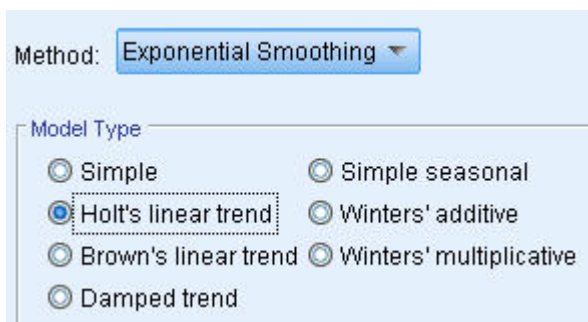 Method: Exponential Smoothing
Model Type
Simple
Simple seasonal
Holt's linear trend
Winters' additive
Brown's linear trend
Winters' multiplicative
Damped trend